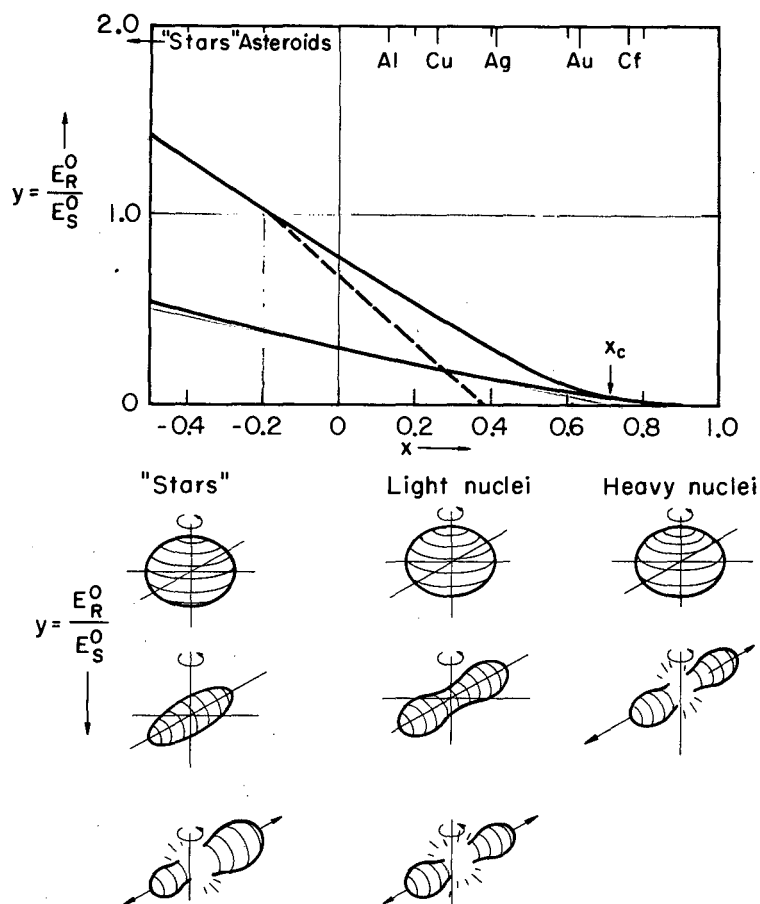 2.0
"Stars" Asteroids
Al Cu Ag Au Cf
y = E_R^0 / E_S^0
1.0
x_c
0
-0.4 -0.2 0 0.2 0.4 0.6 0.8 1.0
x
"Stars" Light nuclei Heavy nuclei
y = E_R^0 / E_S^0